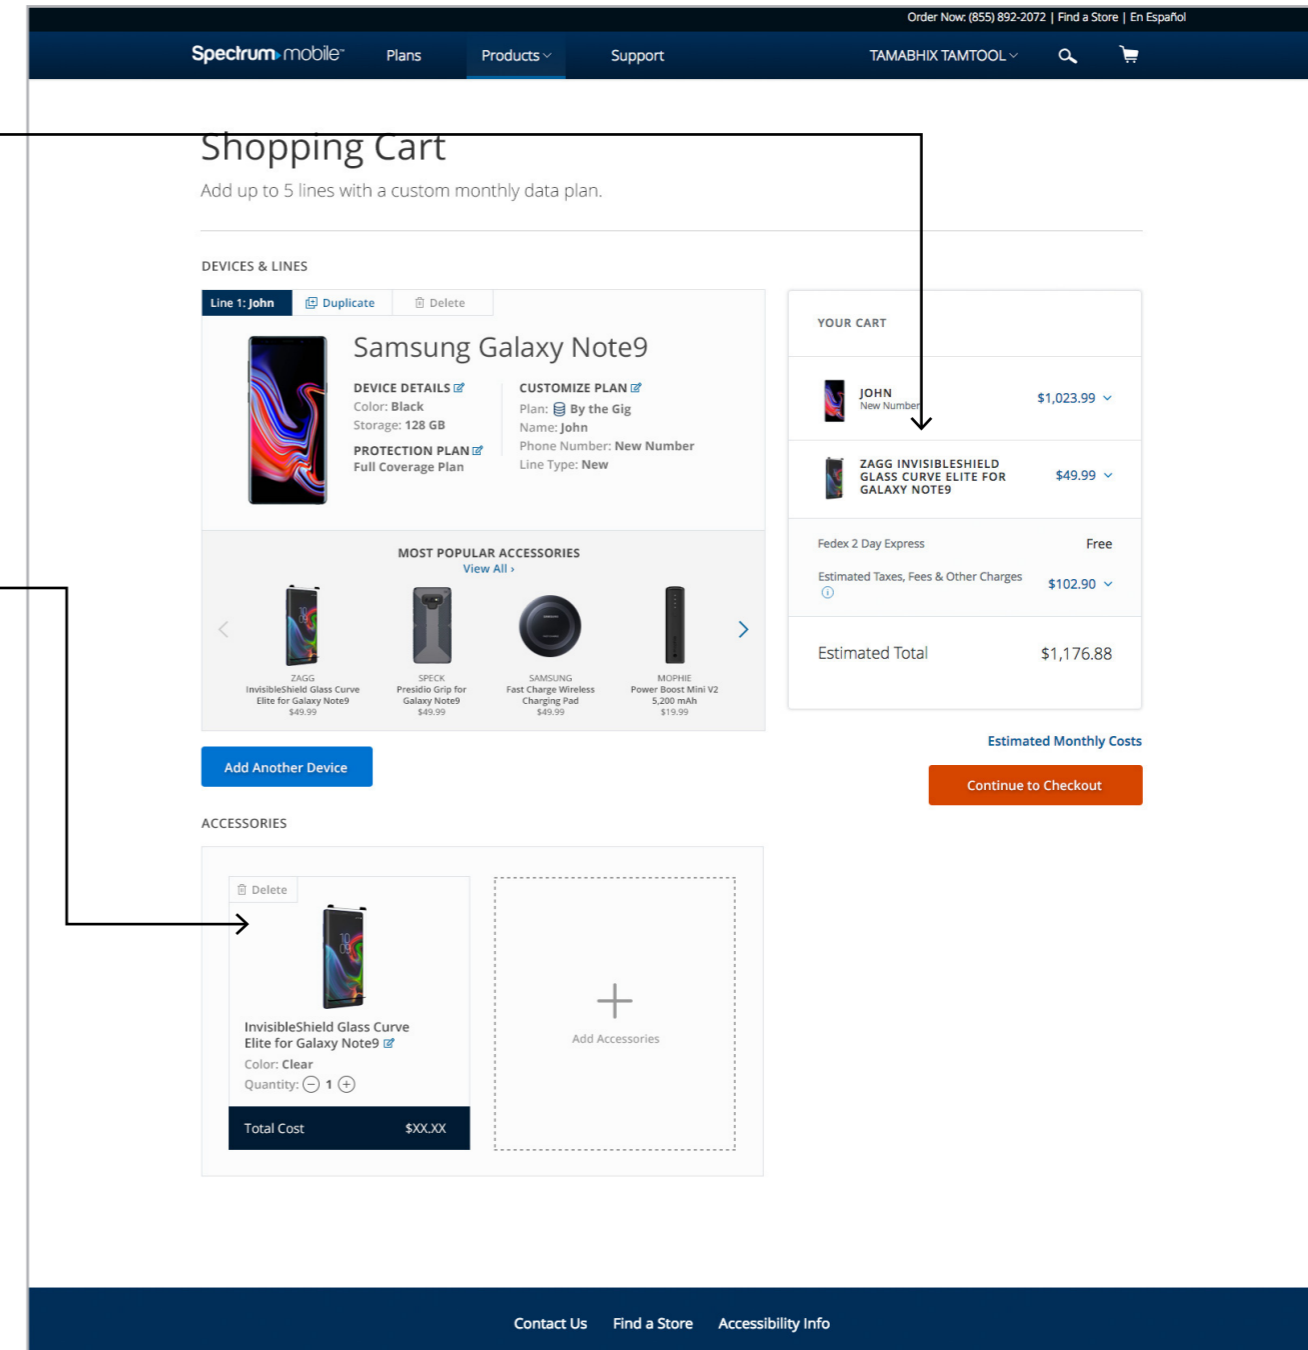 Order Now: (855) 892-2072 | Find a Store | En Español
Spectrum mobile Plans Products Support TAMABHIX TAMTOOL
Shopping Cart
Add up to 5 lines with a custom monthly data plan.
DEVICES & LINES
Line 1: John Duplicate Delete
Samsung Galaxy Note9
DEVICE DETAILS
Color: Black
Storage: 128 GB
PROTECTION PLAN
Full Coverage Plan
CUSTOMIZE PLAN
Plan: By the Gig
Name: John
Phone Number: New Number
Line Type: New
MOST POPULAR ACCESSORIES
View All ›
ZAGG
InvisibleShield Glass Curve
Elite for Galaxy Note9
$49.99
SPECK
Presidio Grip for
Galaxy Note9
$49.99
SAMSUNG
Fast Charge Wireless
Charging Pad
$49.99
MOPHIE
Power Boost Mini V2
5,200 mAh
$19.99
Add Another Device
YOUR CART
JOHN
New Number
$1,023.99
ZAGG INVISIBLESHIELD
GLASS CURVE ELITE FOR
GALAXY NOTE9
$49.99
Fedex 2 Day Express Free
Estimated Taxes, Fees & Other Charges $102.90
Estimated Total $1,176.88
Estimated Monthly Costs
Continue to Checkout
ACCESSORIES
Delete
InvisibleShield Glass Curve
Elite for Galaxy Note9
Color: Clear
Quantity: 1
Total Cost $XX.XX
Add Accessories
Contact Us Find a Store Accessibility Info